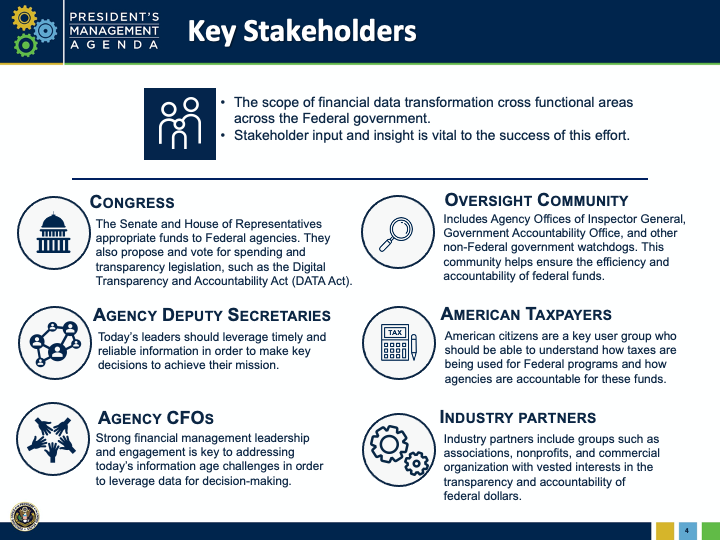 PRESIDENT'S
MANAGEMENT
AGENDA
Key Stakeholders
• The scope of financial data transformation cross functional areas
across the Federal government.
• Stakeholder input and insight is vital to the success of this effort.
CONGRESS
The Senate and House of Representatives
appropriate funds to Federal agencies. They
also propose and vote for spending and
transparency legislation, such as the Digital
Transparency and Accountability Act (DATA Act).
OVERSIGHT COMMUNITY
Includes Agency Offices of Inspector General,
Government Accountability Office, and other
non-Federal government watchdogs. This
community helps ensure the efficiency and
accountability of federal funds.
AGENCY DEPUTY SECRETARIES
Today's leaders should leverage timely and
reliable information in order to make key
decisions to achieve their mission.
TAX
AMERICAN TAXPAYERS
American citizens are a key user group who
should be able to understand how taxes are
being used for Federal programs and how
agencies are accountable for these funds.
AGENCY CFOS
Strong financial management leadership
and engagement is key to addressing
today's information age challenges in order
to leverage data for decision-making.
INDUSTRY PARTNERS
Industry partners include groups such as
associations, nonprofits, and commercial
organization with vested interests in the
transparency and accountability of
federal dollars.
4